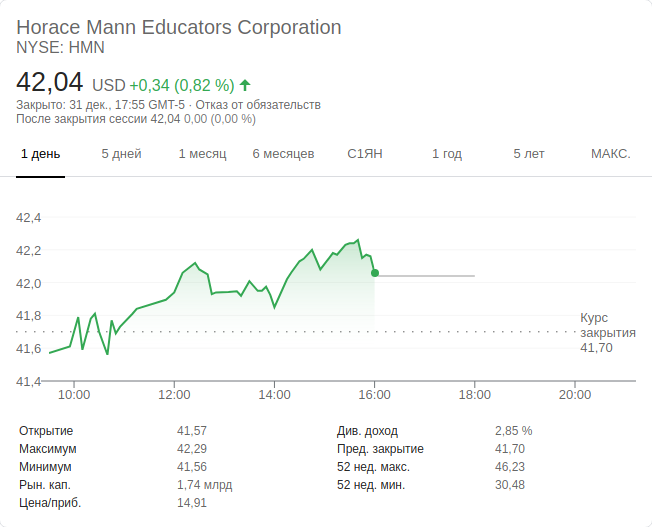 Horace Mann Educators Corporation
NYSE: HMN
42,04 USD +0,34 (0,82 %)
Закрыто: 31 дек., 17:55 GMT-5 · Отказ от обязательств
После закрытия сессии 42,04 0,00 (0,00 %)
1 день 5 дней 1 месяц 6 месяцев С1ЯН 1 год 5 лет МАКС.
42,4
42,2
42,0
41,8
41,6
41,4
Курс
закрытия
41,70
10:00 12:00 14:00 16:00 18:00 20:00
Открытие 41,57 Див. доход 2,85 %
Максимум 42,29 Пред. закрытие 41,70
Минимум 41,56 52 нед. макс. 46,23
Рын. кап. 1,74 млрд 52 нед. мин. 30,48
Цена/приб. 14,91